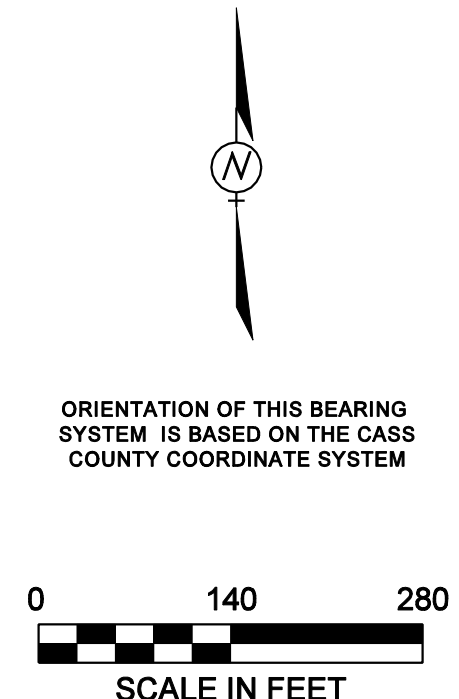 N
ORIENTATION OF THIS BEARING
SYSTEM IS BASED ON THE CASS
COUNTY COORDINATE SYSTEM
0 140 280
SCALE IN FEET